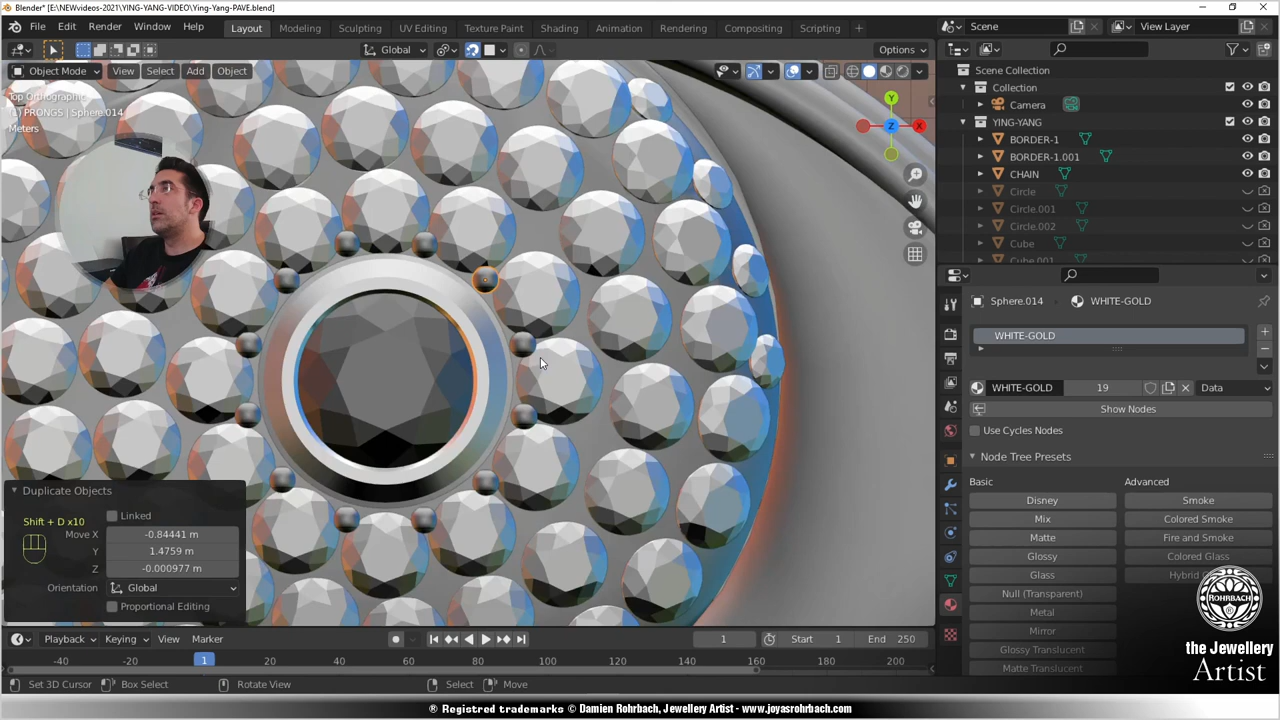 Blender* [E:\NEWvideos-2021\YING-YANG-VIDEO\Ying-Yang-PAVE.blend]
File Edit Render Window Help Layout Modeling Sculpting UV Editing Texture Paint Shading Animation Rendering Compositing Scripting + Scene View Layer
Global Options
Object Mode View Select Add Object
Top Orthographic
(1) PRONGS | Sphere.014
Meters
Y
X
Z
Scene Collection
Collection
Camera
YING-YANG
BORDER-1
BORDER-1.001
CHAIN
Circle
Circle.001
Circle.002
Cube
Cube.001
Sphere.014 WHITE-GOLD
WHITE-GOLD
WHITE-GOLD 19 Data
Show Nodes
Use Cycles Nodes
Node Tree Presets
Basic Advanced
Disney Smoke
Mix Colored Smoke
Matte Fire and Smoke
Glossy Colored Glass
Glass
Null (Transparent)
Metal
Mirror
Glossy Translucent
Matte Translucent
Duplicate Objects
Shift + D x10
Linked
Move X -0.84441 m
Y 1.4759 m
Z -0.000977 m
Orientation Global
Proportional Editing
Playback Keying View Marker 1 Start 1 End 250
-40 -20 1 20 40 60 80 100 120 140 160 180 200
Set 3D Cursor Box Select Rotate View Select Move
ROHRBACH
the Jewellery
Artist
® Registered trademarks © Damien Rohrbach, Jewellery Artist - www.joyasrohrbach.com